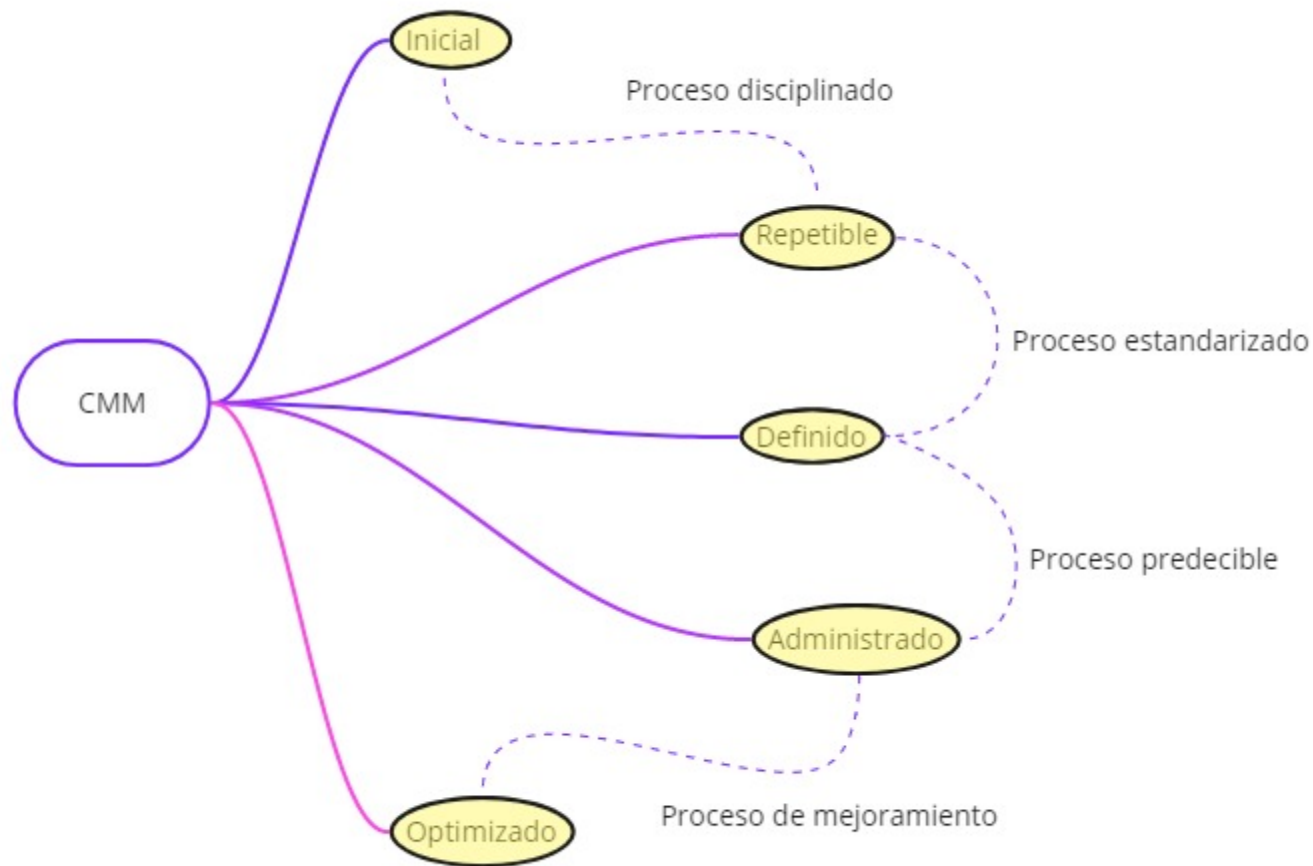 Inicial
Proceso disciplinado
Repetible
Proceso estandarizado
CMM
Definido
Proceso predecible
Administrado
Proceso de mejoramiento
Optimizado